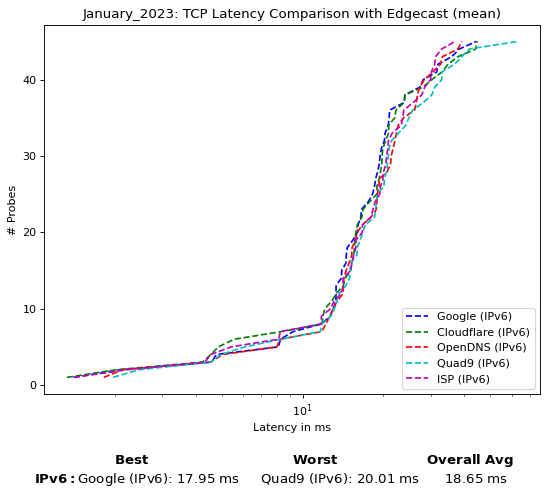 January_2023: TCP Latency Comparison with Edgecast (mean)
# Probes
40
30
20
10
0
10^1
Latency in ms
Google (IPv6)
Cloudflare (IPv6)
OpenDNS (IPv6)
Quad9 (IPv6)
ISP (IPv6)
Best Worst Overall Avg
IPv6: Google (IPv6): 17.95 ms Quad9 (IPv6): 20.01 ms 18.65 ms